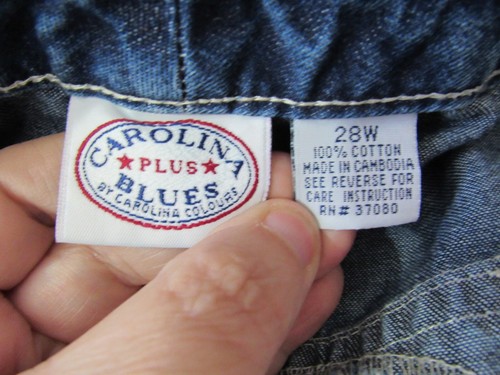 CAROLINA
★PLUS★
BLUES
BY CAROLINA COLOURS
28W
100% COTTON
MADE IN CAMBODIA
SEE REVERSE FOR
CARE INSTRUCTION
RN# 37080